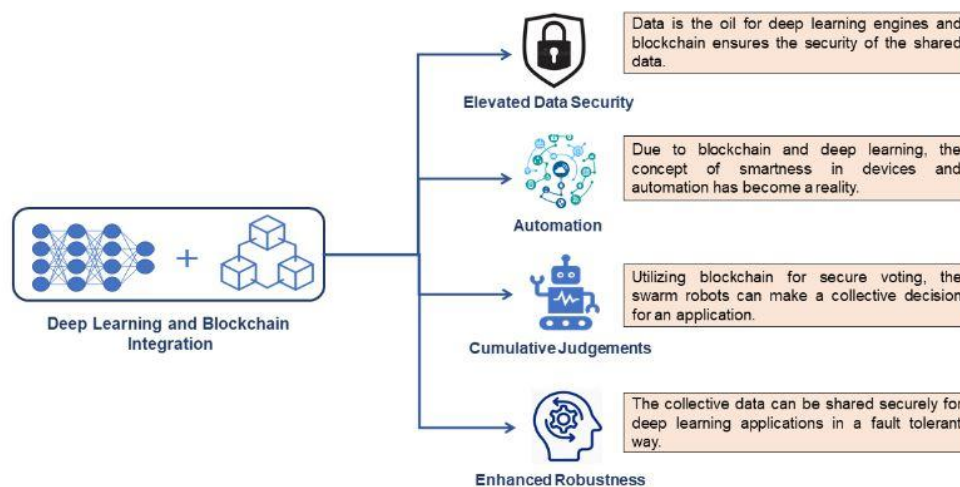 Data is the oil for deep learning engines and
blockchain ensures the security of the shared
data.
Elevated Data Security
Due to blockchain and deep learning, the
concept of smartness in devices and
automation has become a reality.
Automation
+
Deep Learning and Blockchain
Integration
Utilizing blockchain for secure voting, the
swarm robots can make a collective decision
for an application.
Cumulative Judgements
The collective data can be shared securely for
deep learning applications in a fault tolerant
way.
Enhanced Robustness